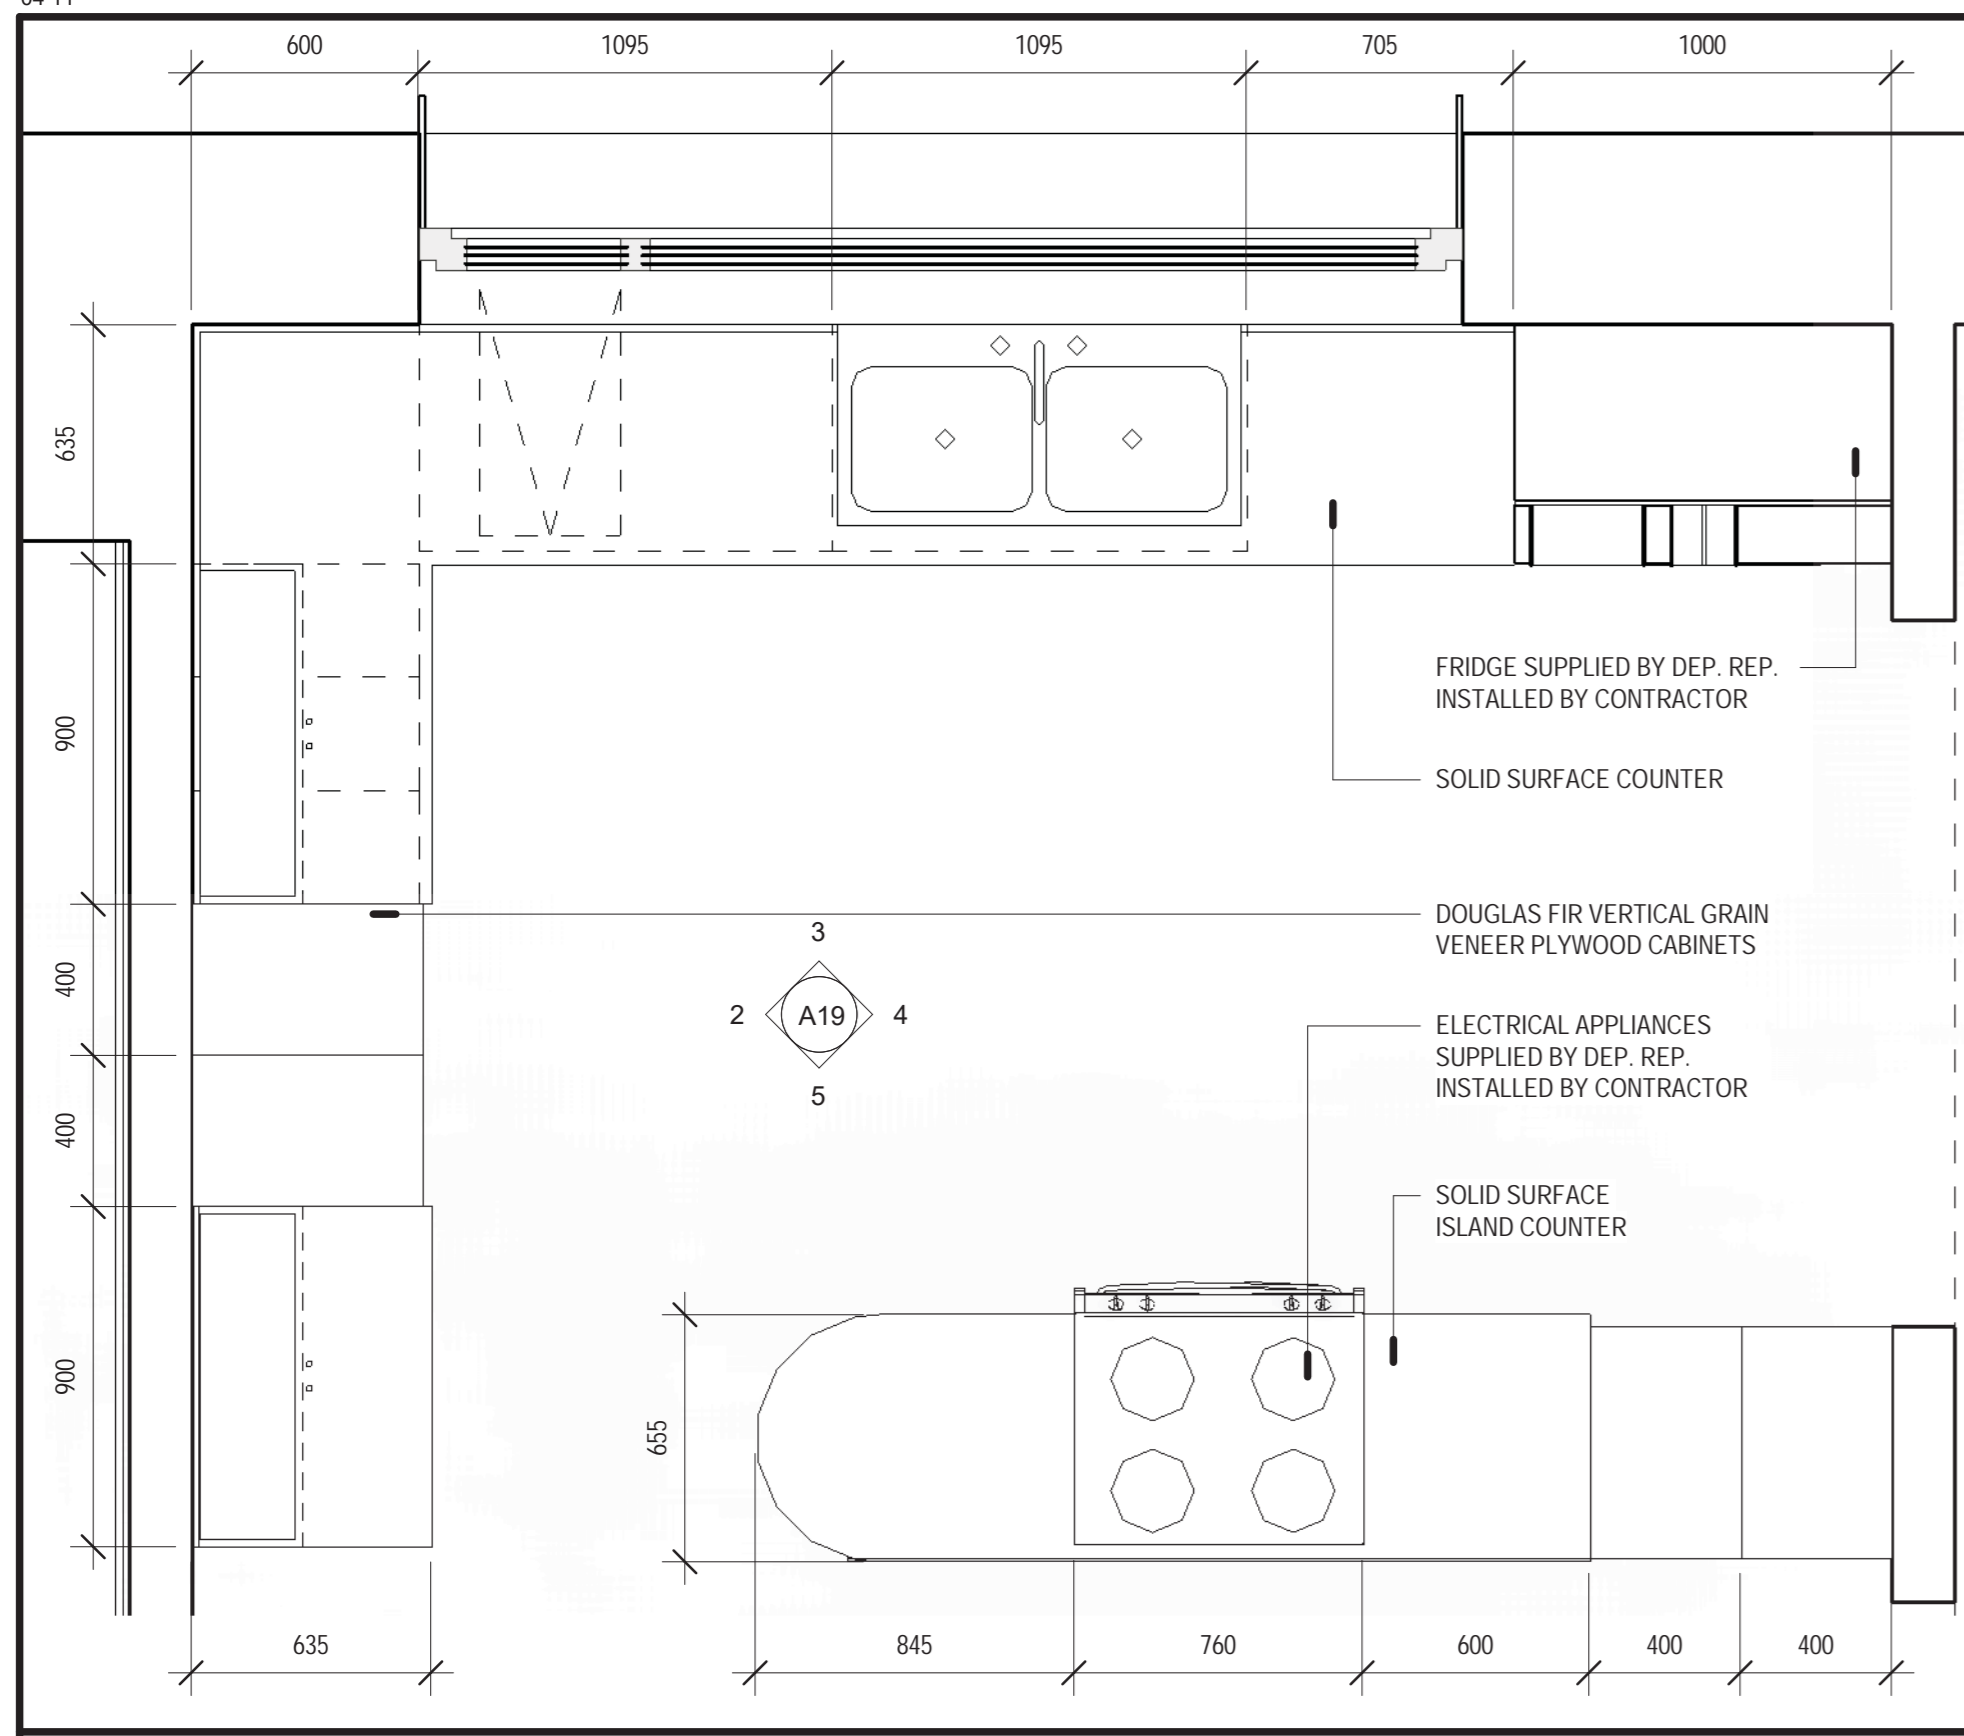 600
1095
1095
705
1000
635
900
400
400
900
FRIDGE SUPPLIED BY DEP. REP.
INSTALLED BY CONTRACTOR
SOLID SURFACE COUNTER
DOUGLAS FIR VERTICAL GRAIN
VENEER PLYWOOD CABINETS
3
2
A19
4
5
ELECTRICAL APPLIANCES
SUPPLIED BY DEP. REP.
INSTALLED BY CONTRACTOR
SOLID SURFACE
ISLAND COUNTER
655
635
845
760
600
400
400